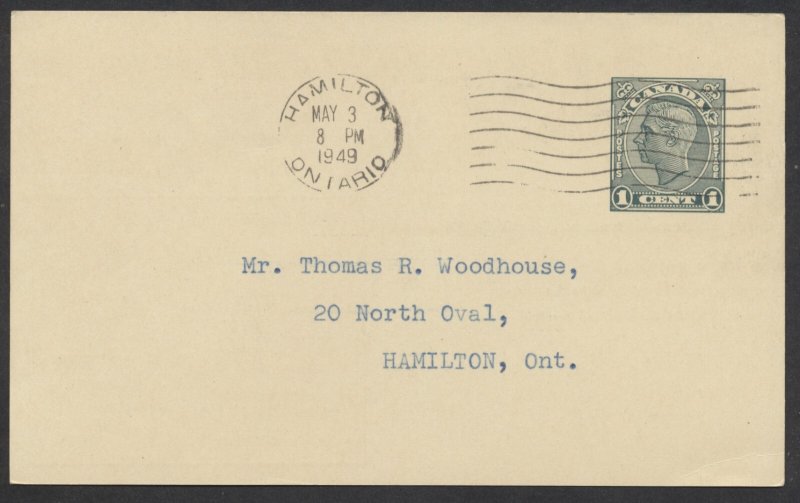 HAMILTON
MAY 3
8 PM
1949
ONTARIO
CANADA
POSTES POSTAGE
1 CENT 1
Mr. Thomas R. Woodhouse,
20 North Oval,
HAMILTON, Ont.